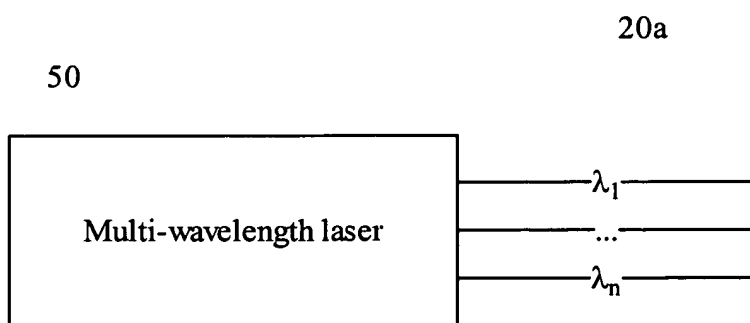 20a
50
λ1
Multi-wavelength laser
...
λn